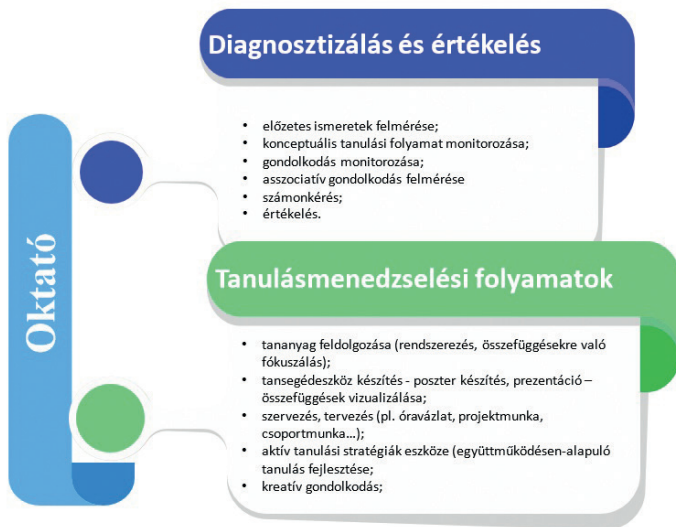 Oktató
Diagnosztizálás és értékelés
• előzetes ismeretek felmérése;
• konceptuális tanulási folyamat monitorozása;
• gondolkodás monitorozása;
• asszociatív gondolkodás felmérése
• számonkérés;
• értékelés.
Tanulásmenedzselési folyamatok
• tananyag feldolgozása (rendszerezés, összefüggésekre való
fókuszálás);
• tansegédeszköz készítés - poszter készítés, prezentáció –
összefüggések vizualizálása;
• szervezés, tervezés (pl. óravázlat, projektmunka,
csoportmunka...);
• aktív tanulási stratégiák eszköze (együttműködésen-alapuló
tanulás fejlesztése;
• kreatív gondolkodás;